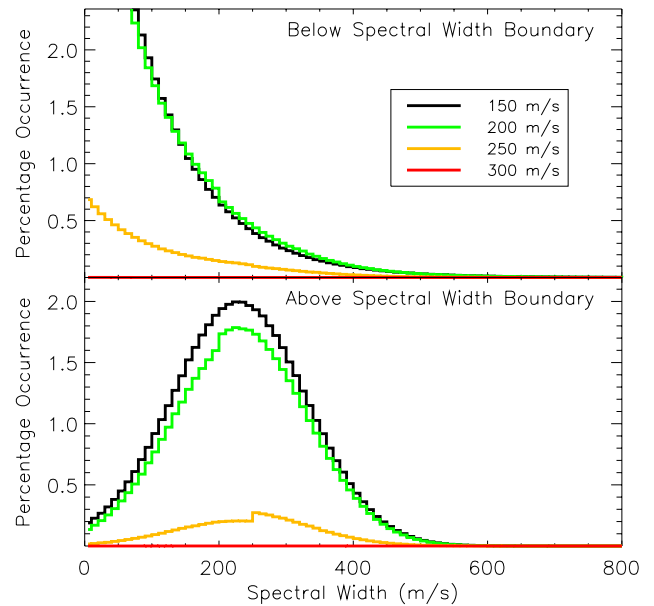 Below Spectral Width Boundary
2.0
1.5
1.0
0.5
Percentage Occurrence
150 m/s
200 m/s
250 m/s
300 m/s
Above Spectral Width Boundary
2.0
1.5
1.0
0.5
Percentage Occurrence
0 200 400 600 800
Spectral Width (m/s)